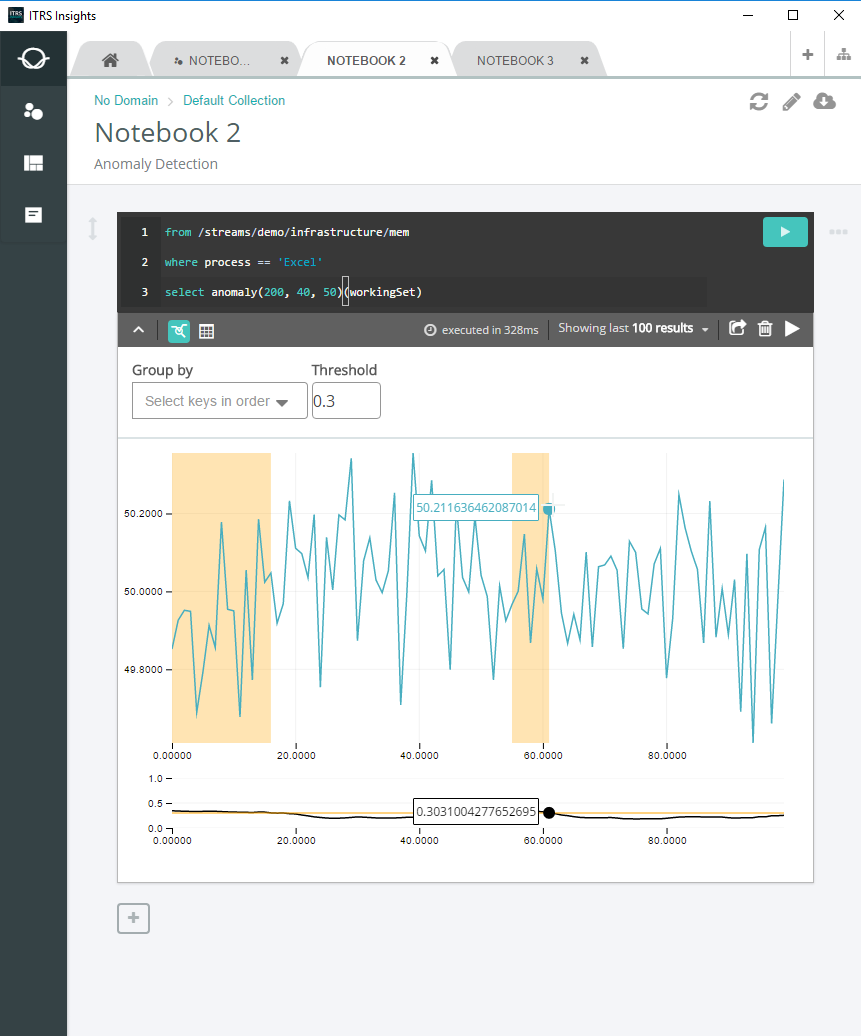 ITRS Insights
NOTEBO...
NOTEBOOK 2
NOTEBOOK 3
No Domain > Default Collection
Notebook 2
Anomaly Detection
1 from /streams/demo/infrastructure/mem
2 where process == 'Excel'
3 select anomaly(200, 40, 50)(workingSet)
executed in 328ms
Showing last 100 results
Group by
Threshold
Select keys in order
0.3
50.2000
50.211636462087014
50.0000
49.8000
0.00000 20.0000 40.0000 60.0000 80.0000
1.0
0.5
0.3031004277652695
0.0
0.00000 20.0000 40.0000 60.0000 80.0000